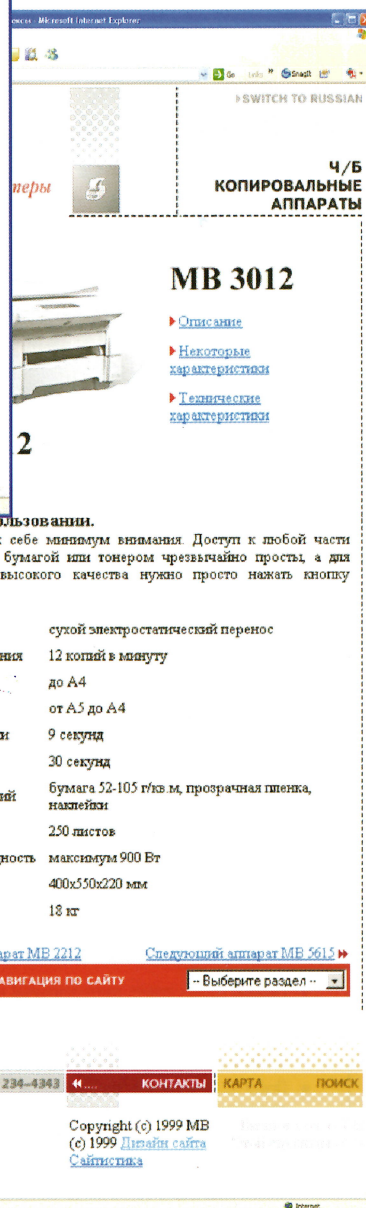 - Microsoft Internet Explorer
Go
Links »
SnagIt
SWITCH TO RUSSIAN
Ч/Б
КОПИРОВАЛЬНЫЕ
АППАРАТЫ
теры
MB 3012
Описание
Некоторые
характеристики
Технические
характеристики
2
ользовании.
к себе минимум внимания. Доступ к любой части
бумагой или тонером чрезвычайно просты, а для
высокого качества нужно просто нажать кнопку
сухой электростатический перенос
ния 12 копий в минуту
до А4
от А5 до А4
и 9 секунд
30 секунд
ий бумага 52-105 г/кв.м, прозрачная пленка,
наклейки
250 листов
ность максимум 900 Вт
400x550x220 мм
18 кг
арат MB 2212 Следующий аппарат MB 5615
АВИГАЦИЯ ПО САЙТУ -- Выберите раздел --
234–4343 КОНТАКТЫ КАРТА ПОИСК
Copyright (c) 1999 MB
(c) 1999 Дизайн сайта
Сайтистика
Internet